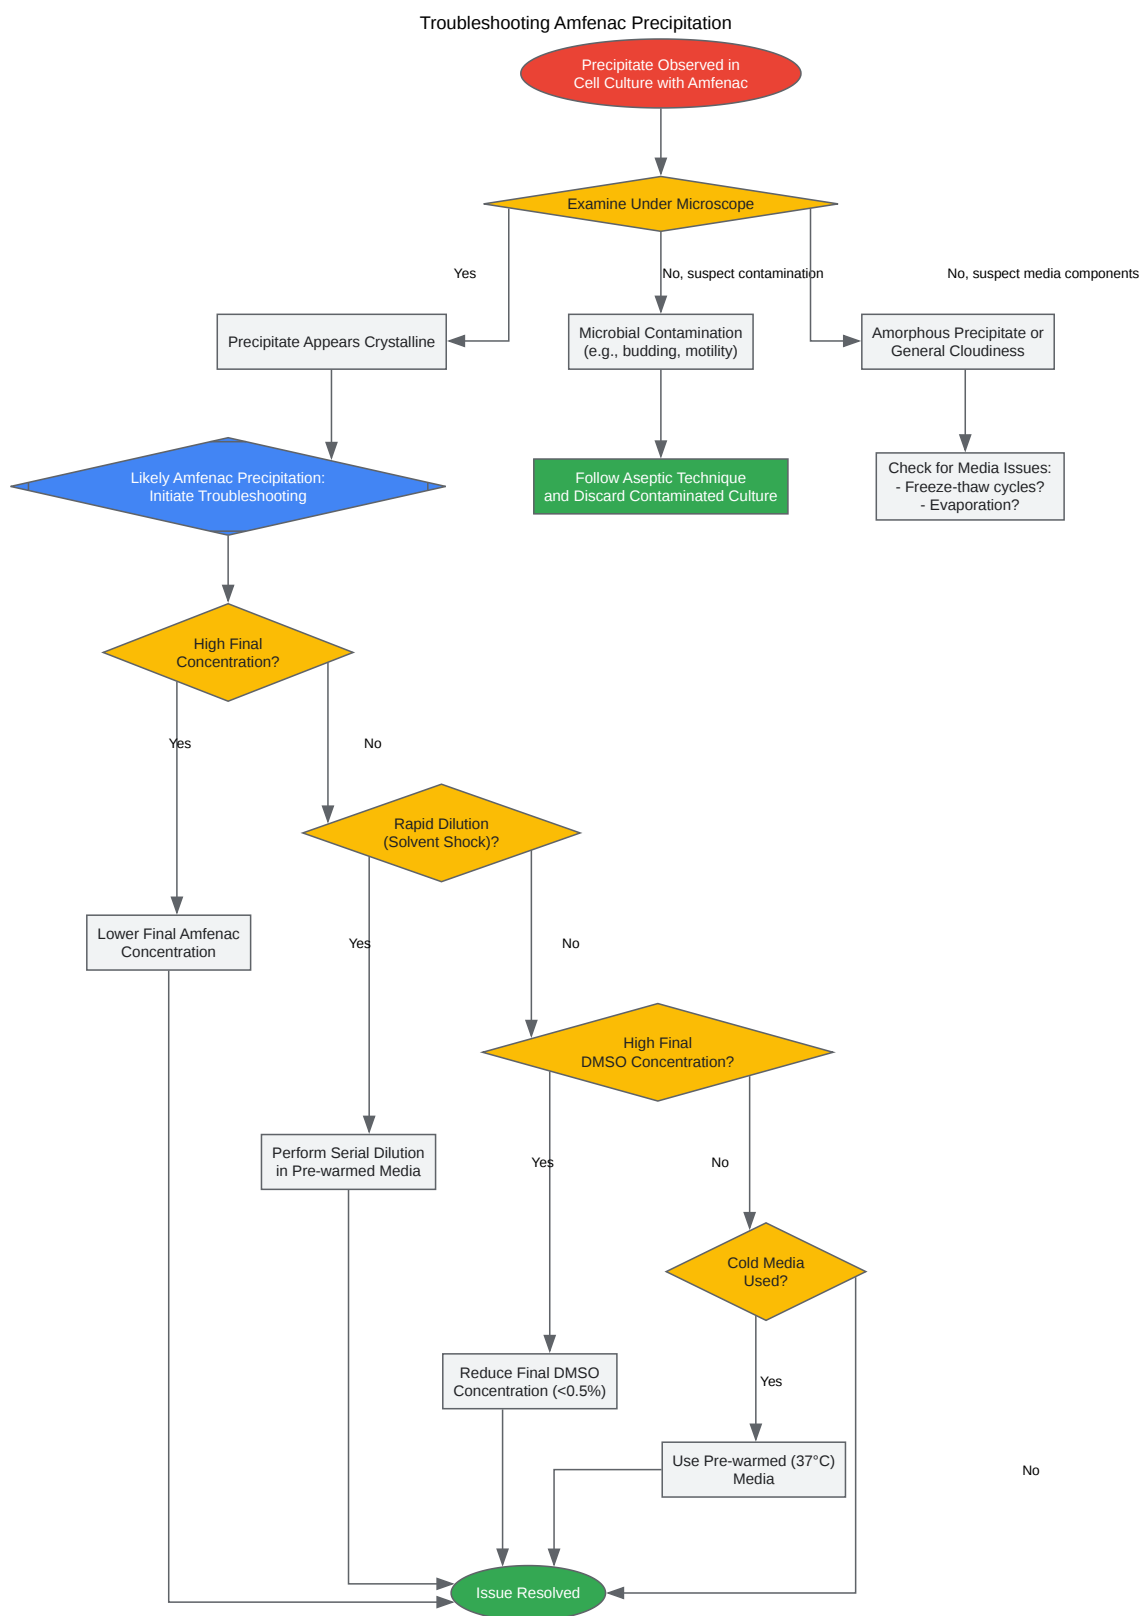 Troubleshooting Amfenac Precipitation
Precipitate Observed in
Cell Culture with Amfenac
Examine Under Microscope
Yes
No, suspect contamination
No, suspect media components
Precipitate Appears Crystalline
Microbial Contamination
(e.g., budding, motility)
Amorphous Precipitate or
General Cloudiness
Likely Amfenac Precipitation:
Initiate Troubleshooting
Follow Aseptic Technique
and Discard Contaminated Culture
Check for Media Issues:
- Freeze-thaw cycles?
- Evaporation?
High Final
Concentration?
Yes
No
Rapid Dilution
(Solvent Shock)?
Lower Final Amfenac
Concentration
Yes
No
High Final
DMSO Concentration?
Perform Serial Dilution
in Pre-warmed Media
Yes
No
Cold Media
Used?
Reduce Final DMSO
Concentration (<0.5%)
Yes
Use Pre-warmed (37°C)
Media
No
Issue Resolved